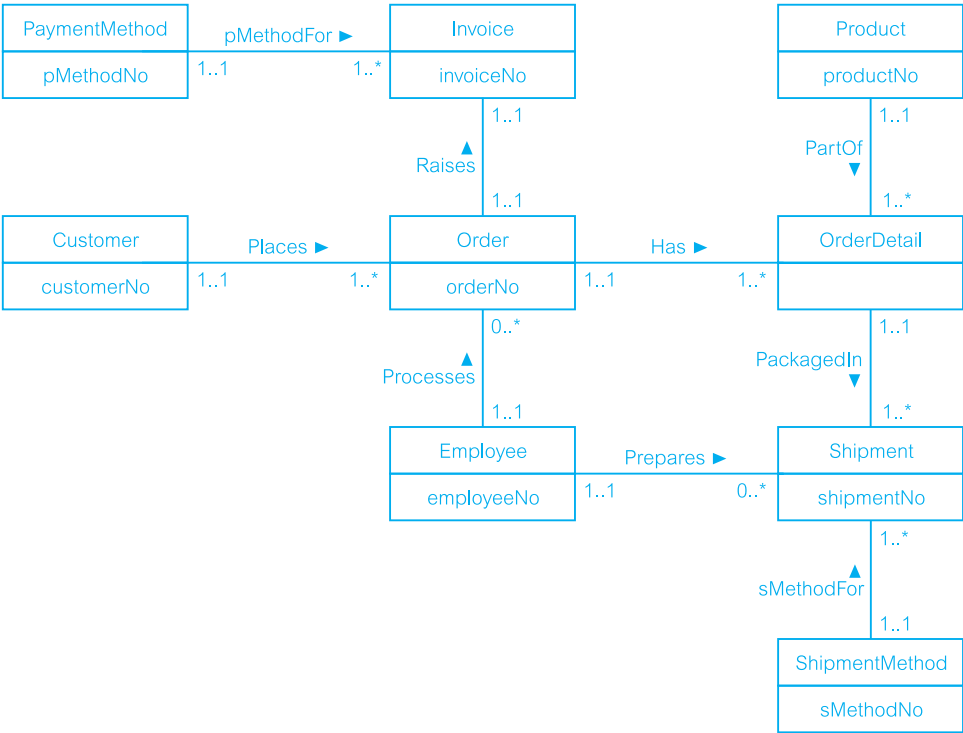 PaymentMethod pMethodFor ► Invoice Product
pMethodNo 1..1 1..* invoiceNo productNo
1..1 1..1
▲ PartOf
Raises ▼
1..1 1..*
Customer Places ► Order Has ► OrderDetail
customerNo 1..1 1..* orderNo 1..1 1..*
0..* 1..1
▲ PackagedIn
Processes ▼
1..1 1..*
Employee Prepares ► Shipment
employeeNo 1..1 0..* shipmentNo
1..*
▲
sMethodFor
1..1
ShipmentMethod
sMethodNo